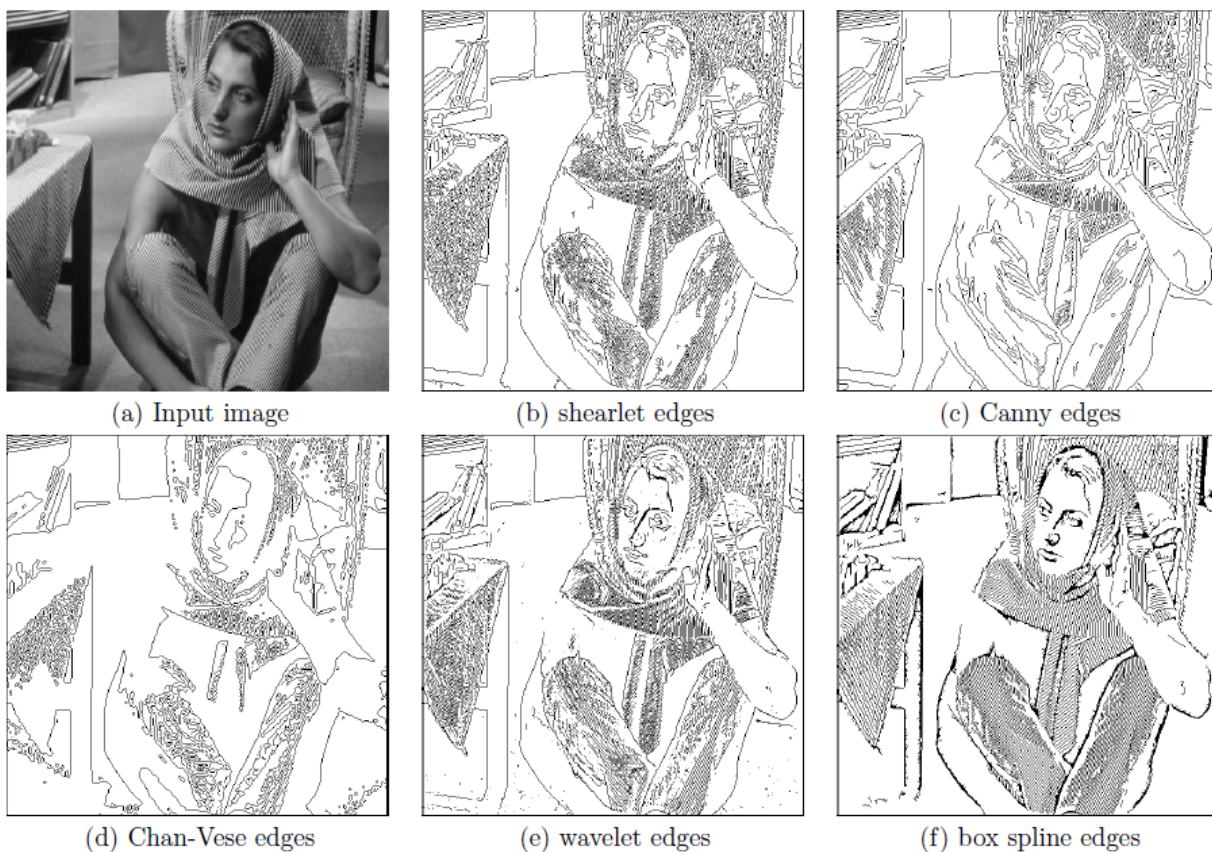 (a) Input image
(b) shearlet edges
(c) Canny edges
(d) Chan-Vese edges
(e) wavelet edges
(f) box spline edges